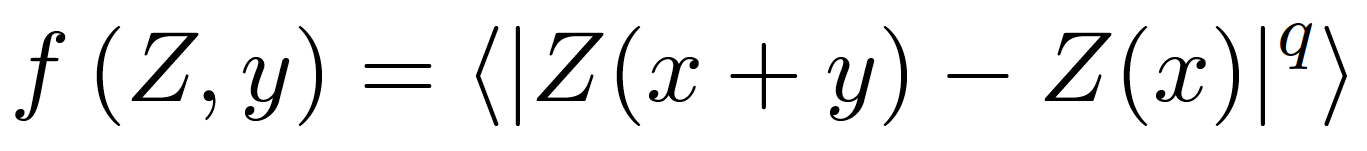 f (Z, y) = ⟨|Z(x + y) − Z(x)|^q⟩